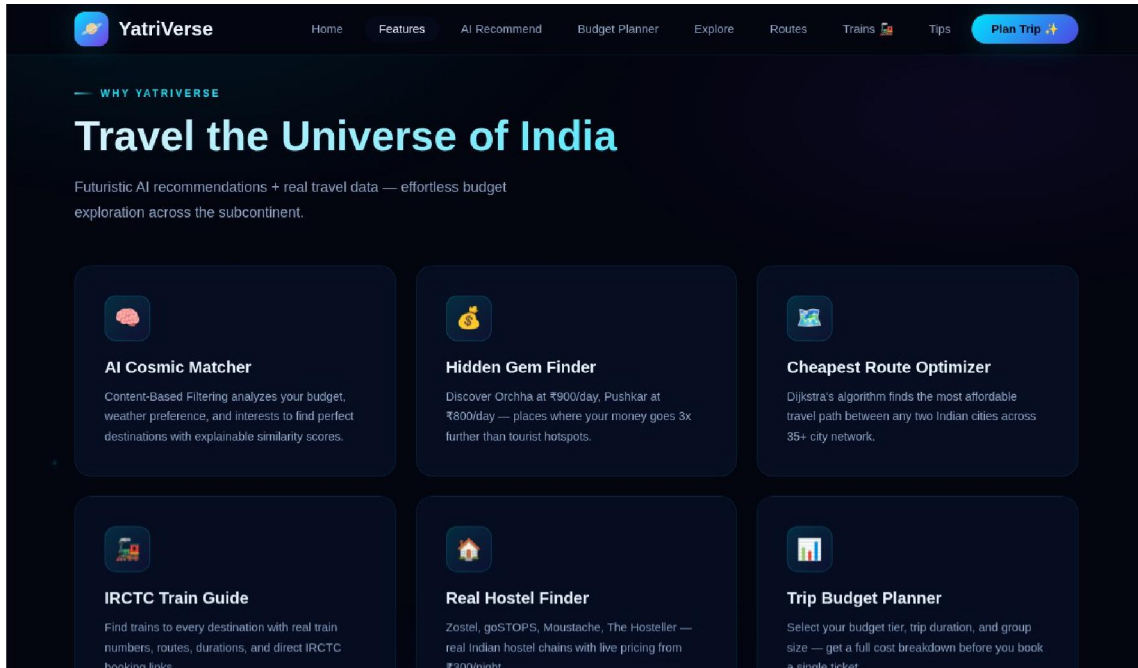 YatriVerse
Home Features AI Recommend Budget Planner Explore Routes Trains 🚂 Tips Plan Trip ✨
WHY YATRIVERSE
Travel the Universe of India
Futuristic AI recommendations + real travel data — effortless budget
exploration across the subcontinent.
AI Cosmic Matcher
Content-Based Filtering analyzes your budget,
weather preference, and interests to find perfect
destinations with explainable similarity scores.
Hidden Gem Finder
Discover Orchha at ₹900/day, Pushkar at
₹800/day — places where your money goes 3x
further than tourist hotspots.
Cheapest Route Optimizer
Dijkstra's algorithm finds the most affordable
travel path between any two Indian cities across
35+ city network.
IRCTC Train Guide
Find trains to every destination with real train
numbers, routes, durations, and direct IRCTC
booking links.
Real Hostel Finder
Zostel, goSTOPS, Moustache, The Hosteller —
real Indian hostel chains with live pricing from
₹300/night.
Trip Budget Planner
Select your budget tier, trip duration, and group
size — get a full cost breakdown before you book
a single ticket.